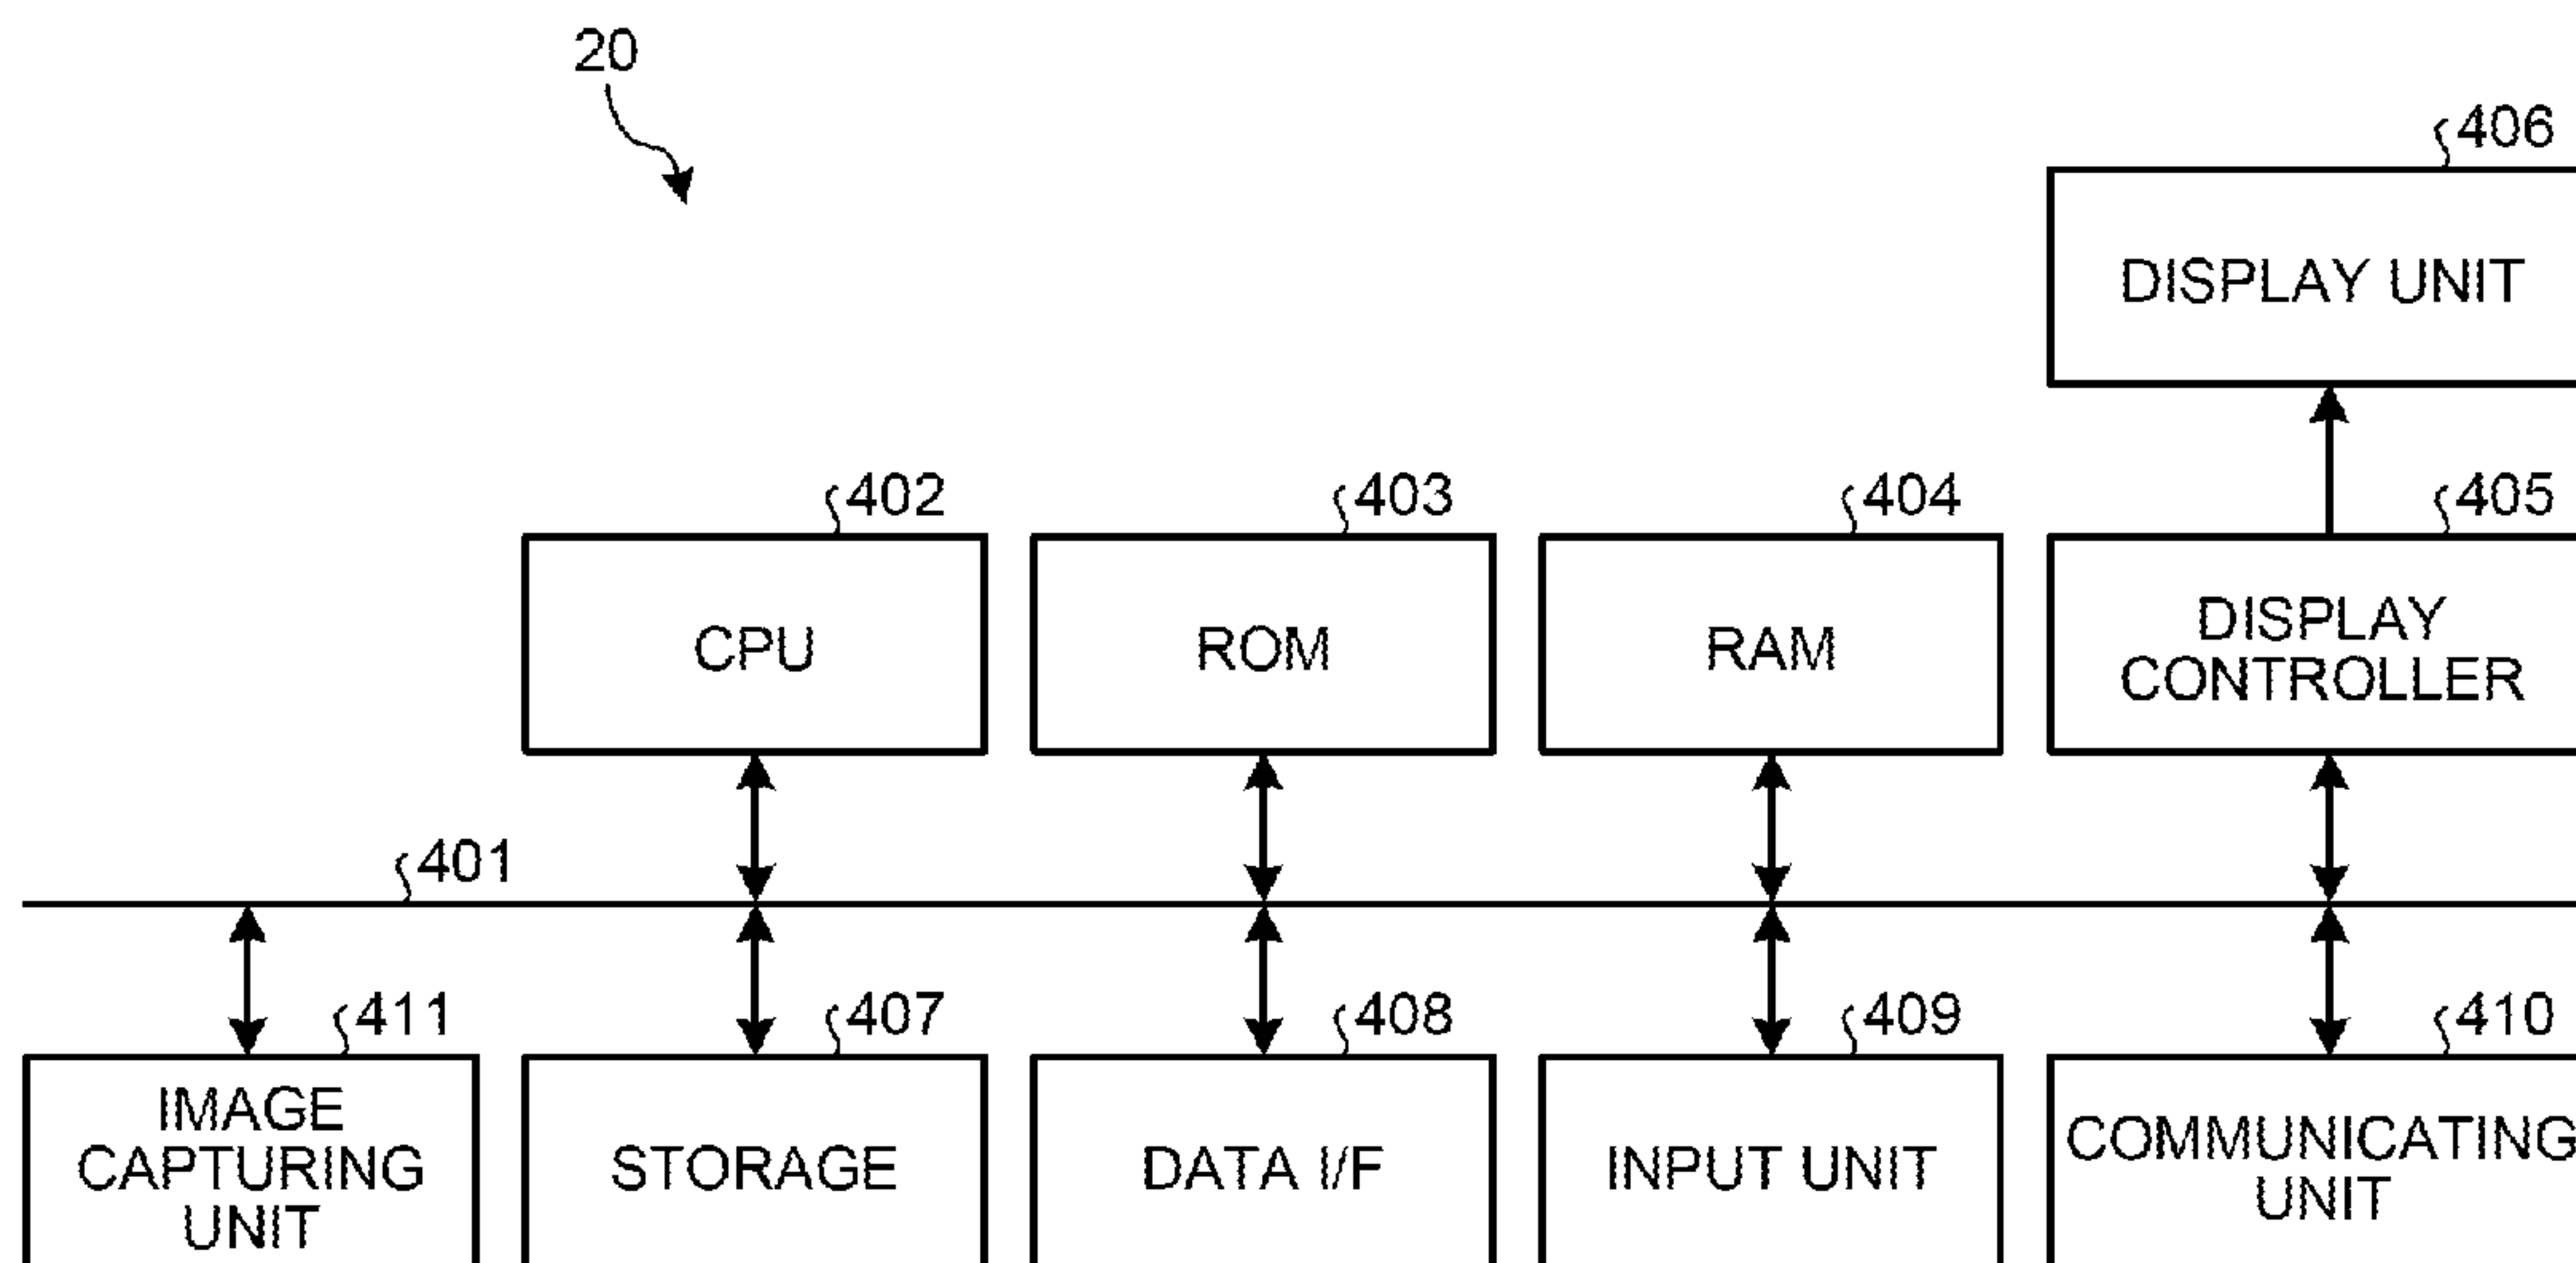 20
406
DISPLAY UNIT
402
403
404
405
CPU
ROM
RAM
DISPLAY
CONTROLLER
401
411
407
408
409
410
IMAGE
CAPTURING
UNIT
STORAGE
DATA I/F
INPUT UNIT
COMMUNICATING
UNIT